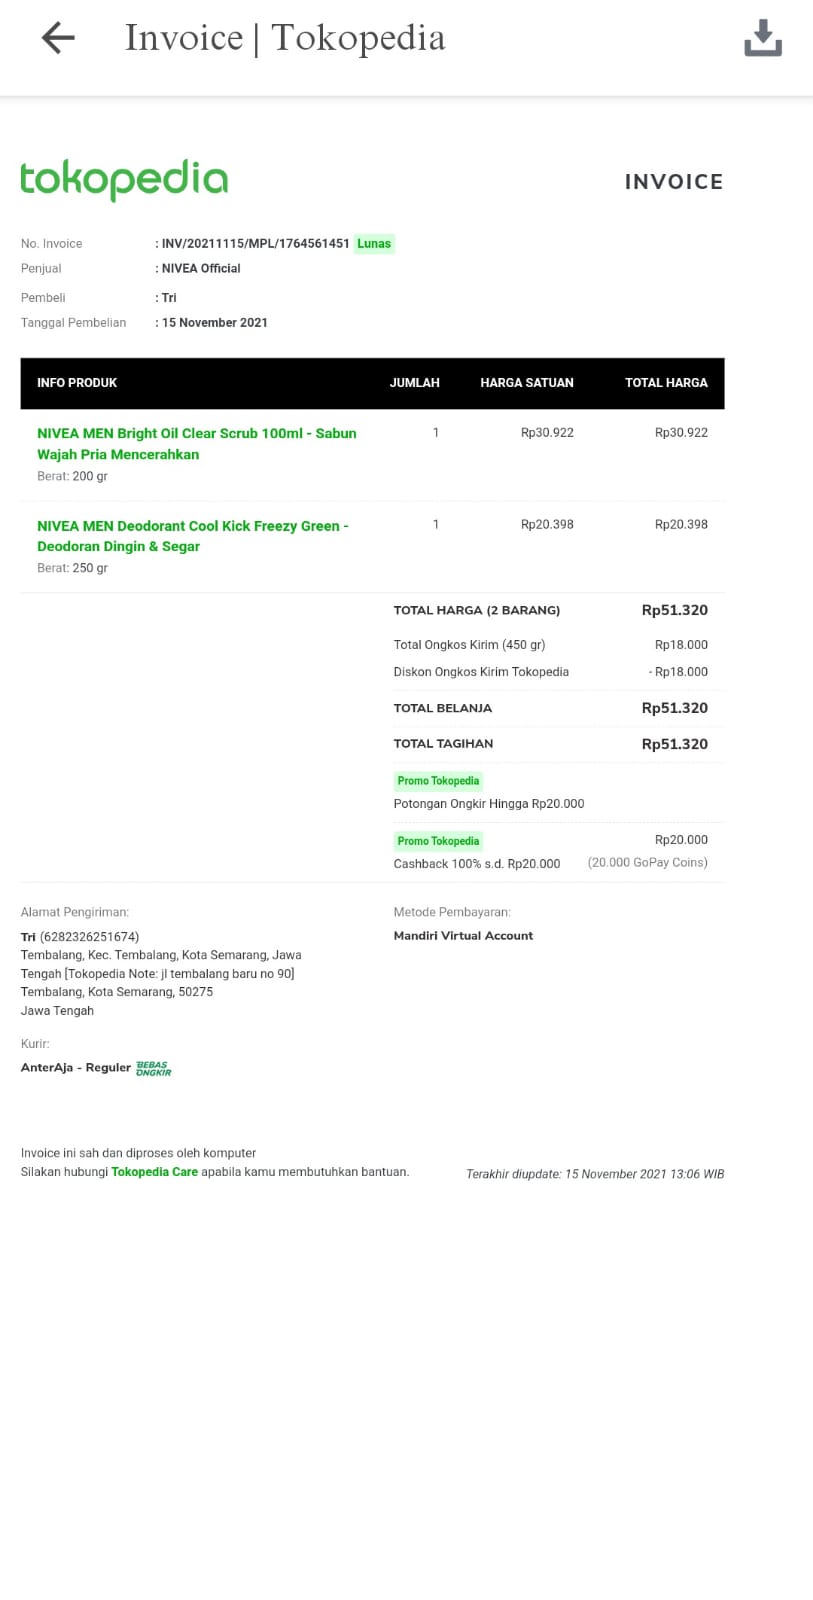 Invoice | Tokopedia
tokopedia
INVOICE
No. Invoice : INV/20211115/MPL/1764561451 Lunas
Penjual : NIVEA Official
Pembeli : Tri
Tanggal Pembelian : 15 November 2021
INFO PRODUK JUMLAH HARGA SATUAN TOTAL HARGA
NIVEA MEN Bright Oil Clear Scrub 100ml - Sabun 1 Rp30.922 Rp30.922
Wajah Pria Mencerahkan
Berat: 200 gr
NIVEA MEN Deodorant Cool Kick Freezy Green - 1 Rp20.398 Rp20.398
Deodoran Dingin & Segar
Berat: 250 gr
TOTAL HARGA (2 BARANG) Rp51.320
Total Ongkos Kirim (450 gr) Rp18.000
Diskon Ongkos Kirim Tokopedia - Rp18.000
TOTAL BELANJA Rp51.320
TOTAL TAGIHAN Rp51.320
Promo Tokopedia
Potongan Ongkir Hingga Rp20.000
Promo Tokopedia Rp20.000
Cashback 100% s.d. Rp20.000 (20.000 GoPay Coins)
Alamat Pengiriman:
Tri (6282326251674)
Tembalang, Kec. Tembalang, Kota Semarang, Jawa
Tengah [Tokopedia Note: jl tembalang baru no 90]
Tembalang, Kota Semarang, 50275
Jawa Tengah
Metode Pembayaran:
Mandiri Virtual Account
Kurir:
AnterAja - Reguler BEBAS
ONGKIR
Invoice ini sah dan diproses oleh komputer
Silakan hubungi Tokopedia Care apabila kamu membutuhkan bantuan.
Terakhir diupdate: 15 November 2021 13:06 WIB